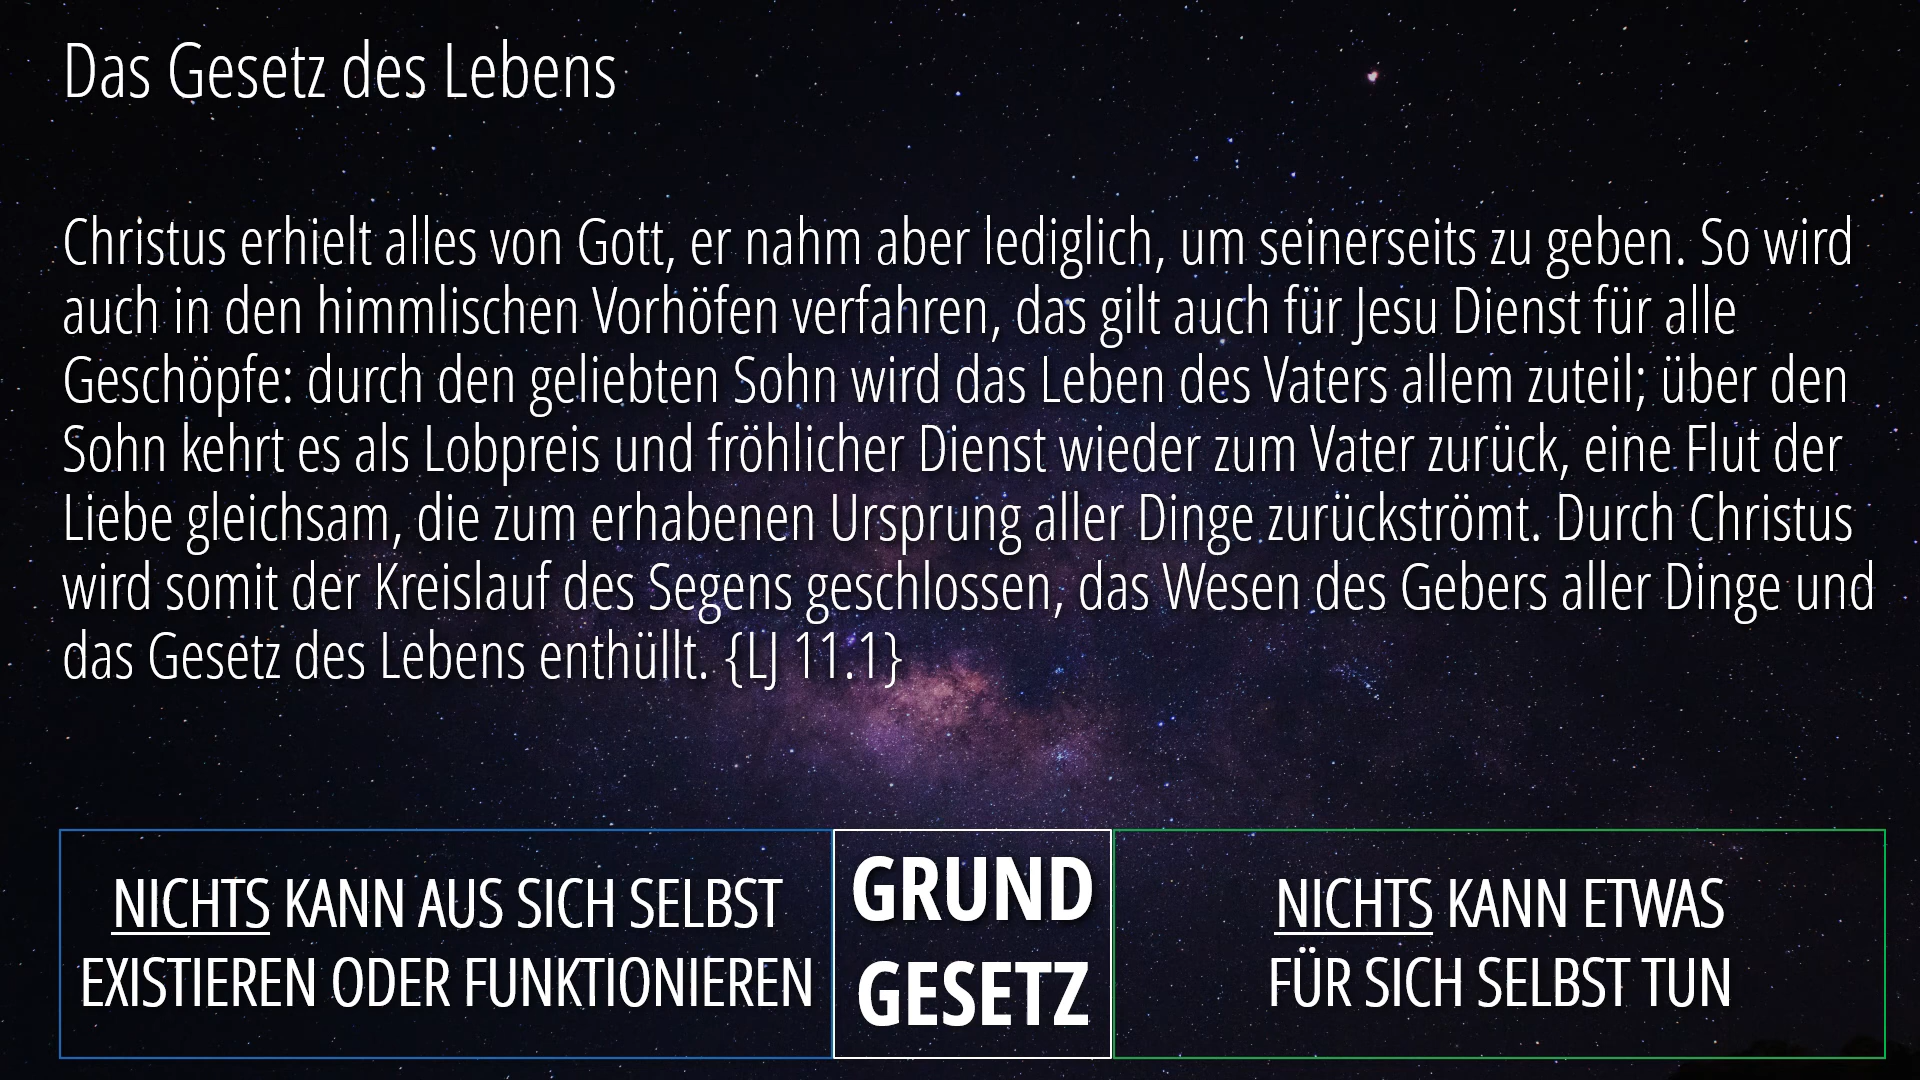 Das Gesetz des Lebens
Christus erhielt alles von Gott, er nahm aber lediglich, um seinerseits zu geben. So wird
auch in den himmlischen Vorhöfen verfahren, das gilt auch für Jesu Dienst für alle
Geschöpfe: durch den geliebten Sohn wird das Leben des Vaters allem zuteil; über den
Sohn kehrt es als Lobpreis und fröhlicher Dienst wieder zum Vater zurück, eine Flut der
Liebe gleichsam, die zum erhabenen Ursprung aller Dinge zurückströmt. Durch Christus
wird somit der Kreislauf des Segens geschlossen, das Wesen des Gebers aller Dinge und
das Gesetz des Lebens enthüllt. {LJ 11.1}
NICHTS KANN AUS SICH SELBST
EXISTIEREN ODER FUNKTIONIEREN
GRUND
GESETZ
NICHTS KANN ETWAS
FÜR SICH SELBST TUN